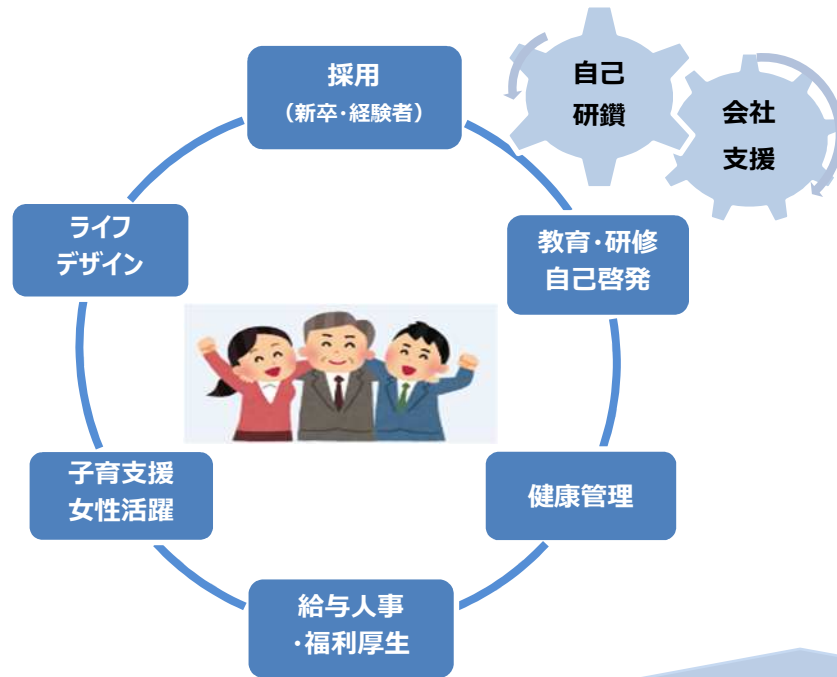 採用
（新卒・経験者）
自己
研鑽
会社
支援
教育・研修
自己啓発
健康管理
給与人事
・福利厚生
子育支援
女性活躍
ライフ
デザイン